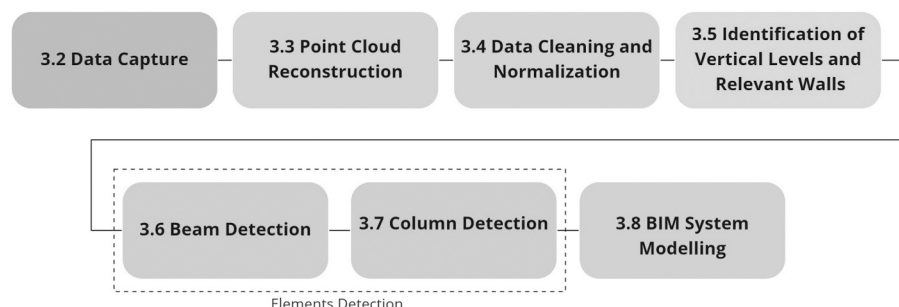 3.2 Data Capture
3.3 Point Cloud
Reconstruction
3.4 Data Cleaning and
Normalization
3.5 Identification of
Vertical Levels and
Relevant Walls
3.6 Beam Detection
3.7 Column Detection
3.8 BIM System
Modelling
Elements Detection